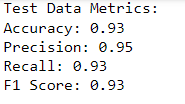 Test Data Metrics:
Accuracy: 0.93
Precision: 0.95
Recall: 0.93
F1 Score: 0.93